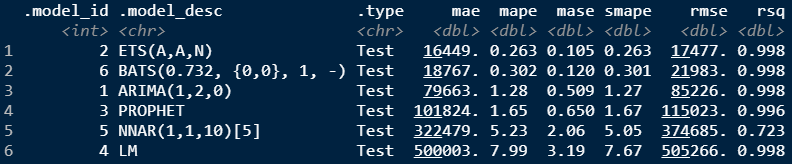 .model_id .model_desc .type mae mape mase smape rmse rsq
<int> <chr> <chr> <dbl> <dbl> <dbl> <dbl> <dbl> <dbl>
1 2 ETS(A,A,N) Test 16449. 0.263 0.105 0.263 17477. 0.998
2 6 BATS(0.732, {0,0}, 1, -) Test 18767. 0.302 0.120 0.301 21983. 0.998
3 1 ARIMA(1,2,0) Test 79663. 1.28 0.509 1.27 85226. 0.998
4 3 PROPHET Test 101824. 1.65 0.650 1.67 115023. 0.996
5 5 NNAR(1,1,10)[5] Test 322479. 5.23 2.06 5.05 374685. 0.723
6 4 LM Test 500003. 7.99 3.19 7.67 505266. 0.998